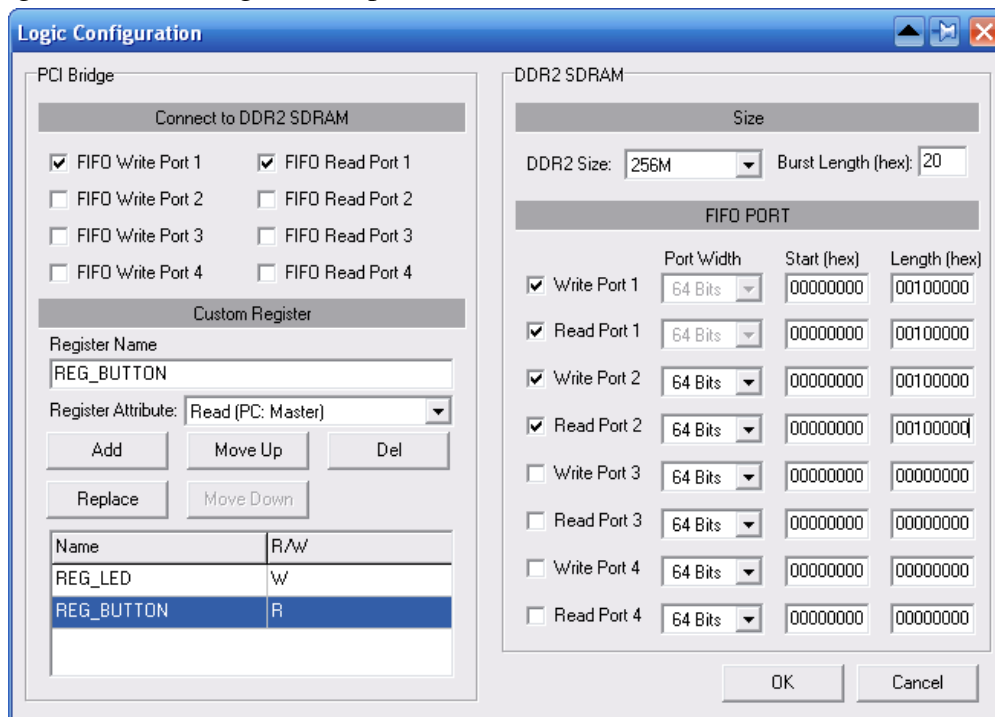 Logic Configuration
PCI Bridge
Connect to DDR2 SDRAM
FIFO Write Port 1 FIFO Read Port 1
FIFO Write Port 2 FIFO Read Port 2
FIFO Write Port 3 FIFO Read Port 3
FIFO Write Port 4 FIFO Read Port 4
Custom Register
Register Name
REG_BUTTON
Register Attribute: Read (PC: Master)
Add Move Up Del
Replace Move Down
Name R/W
REG_LED W
REG_BUTTON R
DDR2 SDRAM
Size
DDR2 Size: 256M Burst Length (hex): 20
FIFO PORT
Port Width Start (hex) Length (hex)
Write Port 1 64 Bits 00000000 00100000
Read Port 1 64 Bits 00000000 00100000
Write Port 2 64 Bits 00000000 00100000
Read Port 2 64 Bits 00000000 00100000
Write Port 3 64 Bits 00000000 00000000
Read Port 3 64 Bits 00000000 00000000
Write Port 4 64 Bits 00000000 00000000
Read Port 4 64 Bits 00000000 00000000
OK Cancel